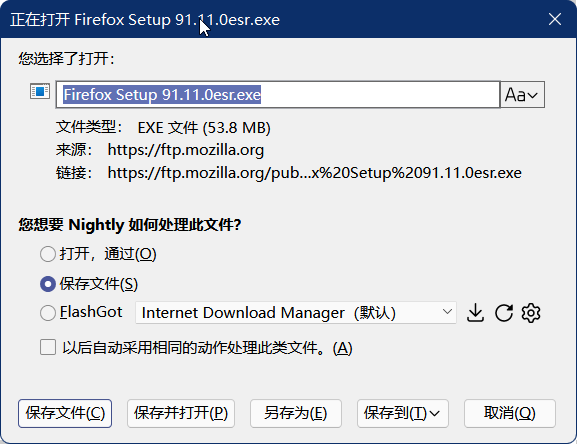 正在打开 Firefox Setup 91.11.0esr.exe
您选择了打开：
Firefox Setup 91.11.0esr.exe
Aa
文件类型： EXE 文件 (53.8 MB)
来源： https://ftp.mozilla.org
链接： https://ftp.mozilla.org/pub...x%20Setup%2091.11.0esr.exe
您想要 Nightly 如何处理此文件？
打开，通过(O)
保存文件(S)
FlashGot Internet Download Manager（默认）
以后自动采用相同的动作处理此类文件。(A)
保存文件(C) 保存并打开(P) 另存为(E) 保存到(T) 取消(Q)